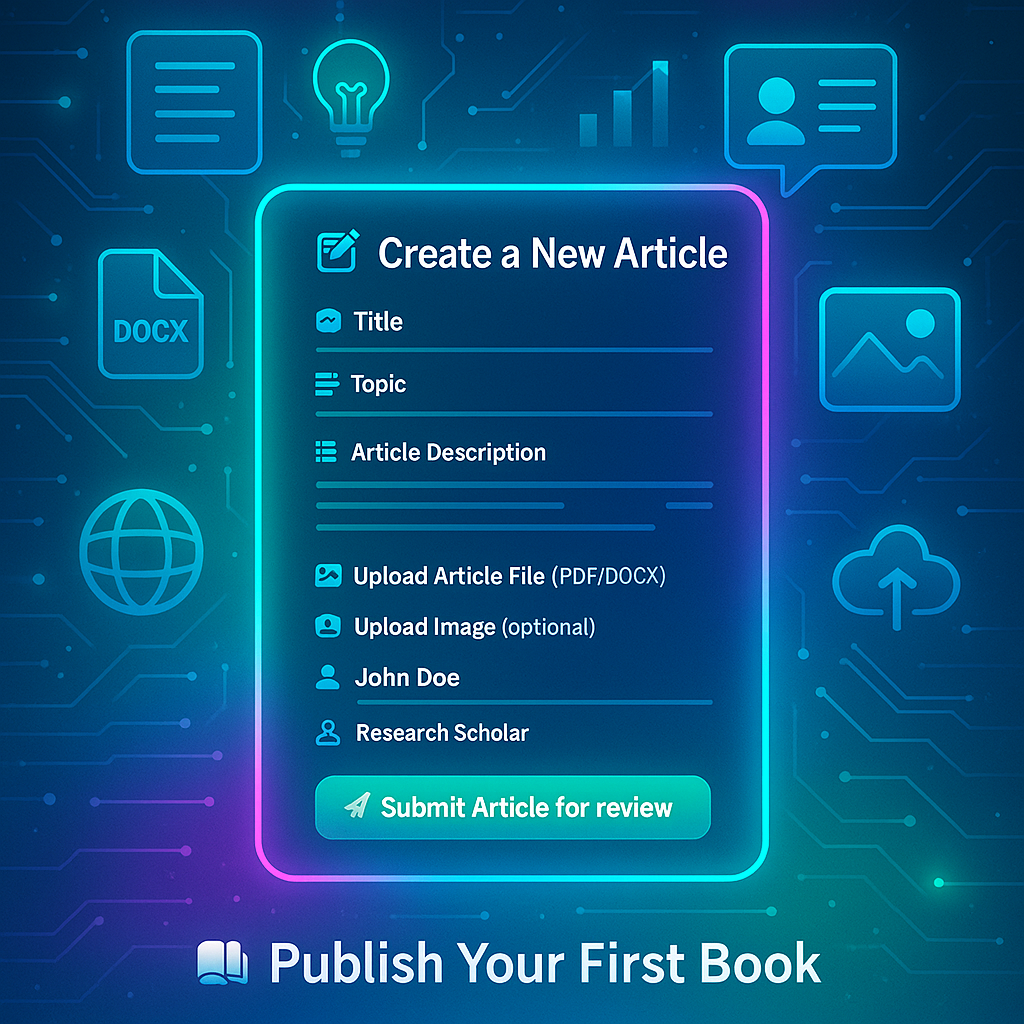 Create a New Article
Title
Topic
DOCX
Article Description
Upload Article File (PDF/DOCX)
Upload Image (optional)
John Doe
Research Scholar
Submit Article for review
Publish Your First Book